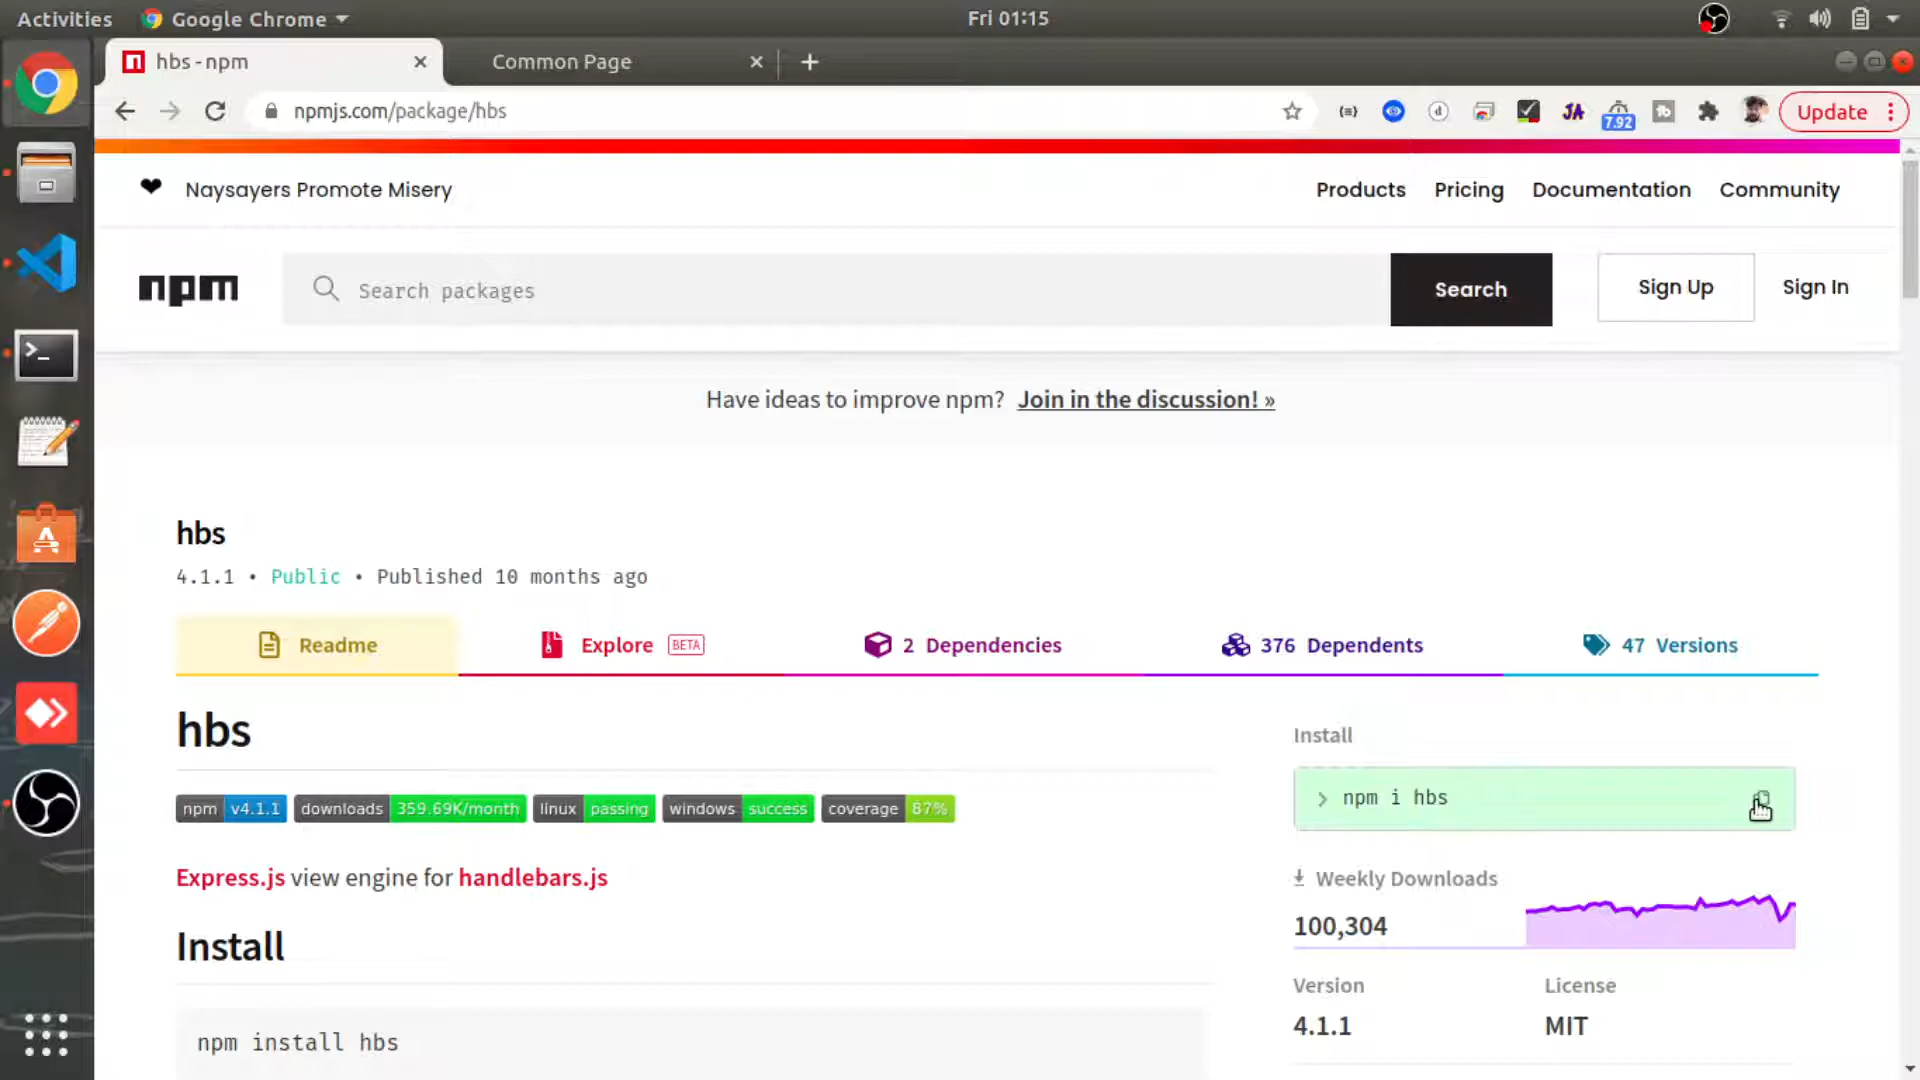 Activities Google Chrome Fri 01:15
hbs - npm Common Page
npmjs.com/package/hbs JA 7.92 Update
Naysayers Promote Misery Products Pricing Documentation Community
npm Search packages Search Sign Up Sign In
Have ideas to improve npm? Join in the discussion! »
hbs
4.1.1 • Public • Published 10 months ago
Readme Explore BETA 2 Dependencies 376 Dependents 47 Versions
hbs
npm v4.1.1 downloads 359.69K/month linux passing windows success coverage 87%
Express.js view engine for handlebars.js
Install
npm install hbs
Install
> npm i hbs
Weekly Downloads
100,304
Version License
4.1.1 MIT